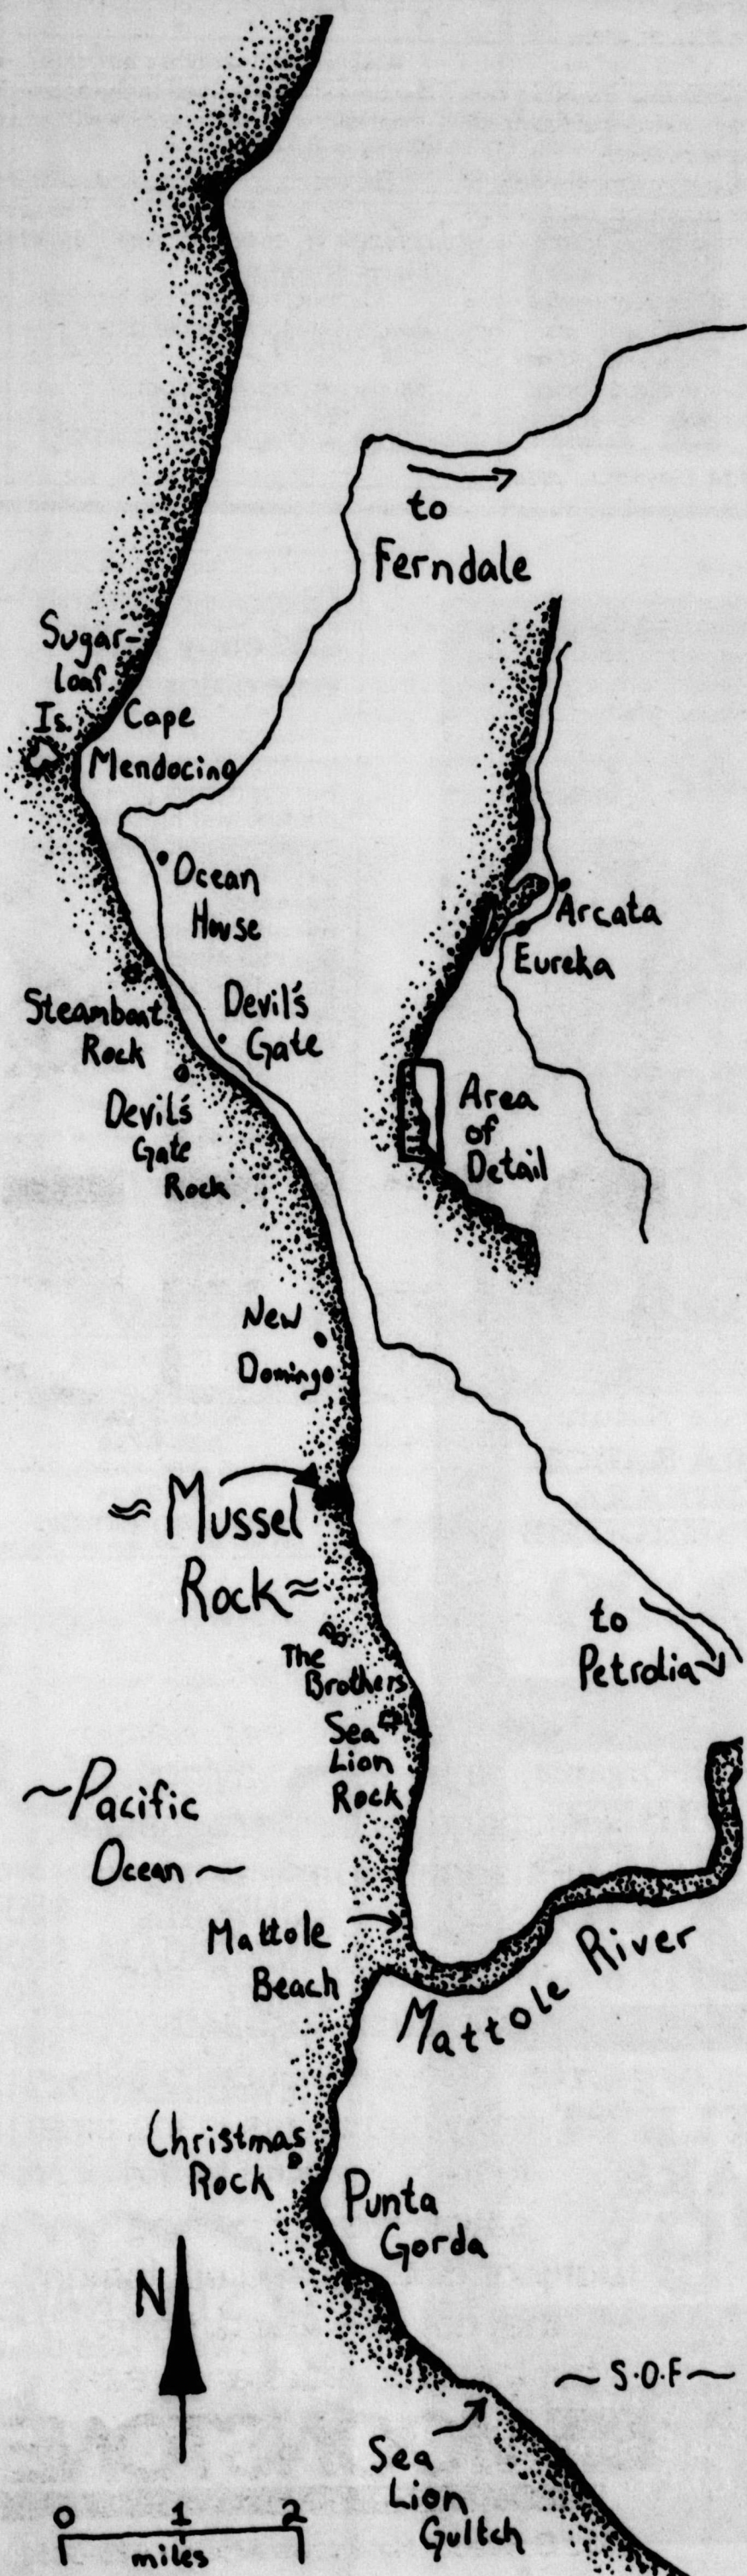 to
Ferndale
Sugar-
loaf
Is.
Cape
Mendocino
Ocean
House
Arcata
Eureka
Steamboat
Rock
Devil's
Gate
Devil's
Gate
Rock
Area
of
Detail
New
Domingo
≈ Mussel
Rock ≈
The
Brothers
to
Petrolia
Sea
Lion
Rock
~Pacific
Ocean ~
Mattole
Beach
Mattole River
Christmas
Rock
Punta
Gorda
N
~ S.O.F ~
Sea
Lion
Gultch
0 1 2
miles